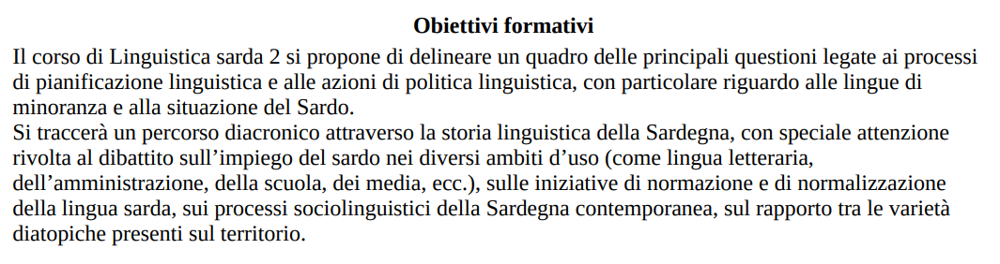 Obiettivi formativi
Il corso di Linguistica sarda 2 si propone di delineare un quadro delle principali questioni legate ai processi
di pianificazione linguistica e alle azioni di politica linguistica, con particolare riguardo alle lingue di
minoranza e alla situazione del Sardo.
Si traccerà un percorso diacronico attraverso la storia linguistica della Sardegna, con speciale attenzione
rivolta al dibattito sull’impiego del sardo nei diversi ambiti d’uso (come lingua letteraria,
dell’amministrazione, della scuola, dei media, ecc.), sulle iniziative di normazione e di normalizzazione
della lingua sarda, sui processi sociolinguistici della Sardegna contemporanea, sul rapporto tra le varietà
diatopiche presenti sul territorio.